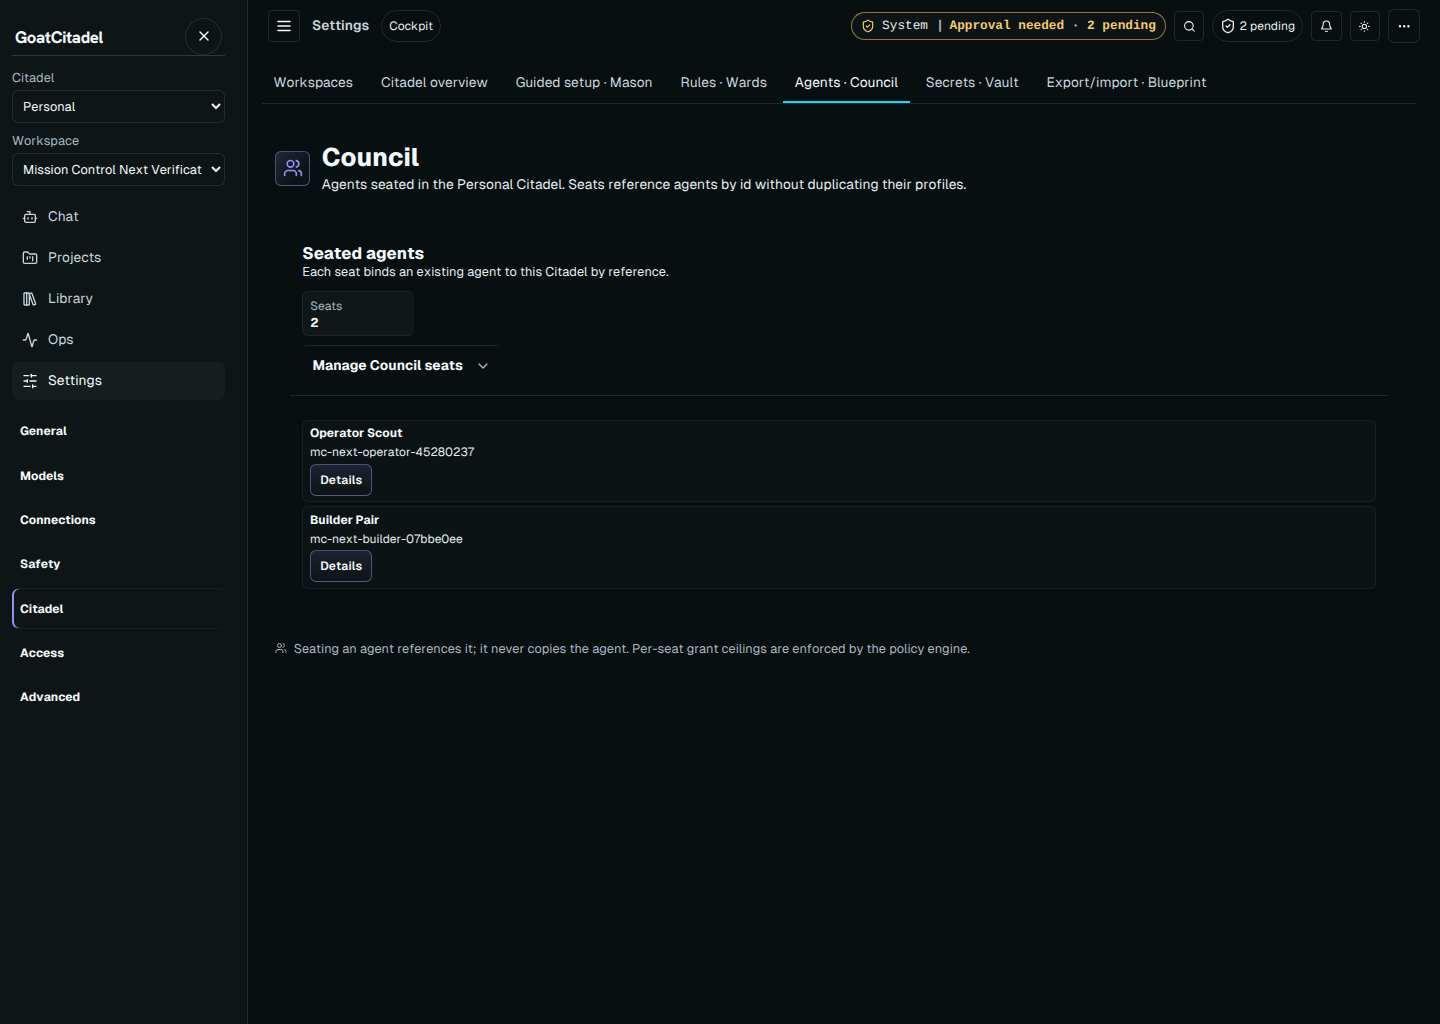 GoatCitadel
Citadel
Personal
Workspace
Mission Control Next Verificat
Chat
Projects
Library
Ops
Settings
General
Models
Connections
Safety
Citadel
Access
Advanced
Settings
Cockpit
System | Approval needed · 2 pending
2 pending
Workspaces
Citadel overview
Guided setup · Mason
Rules · Wards
Agents · Council
Secrets · Vault
Export/import · Blueprint
Council
Agents seated in the Personal Citadel. Seats reference agents by id without duplicating their profiles.
Seated agents
Each seat binds an existing agent to this Citadel by reference.
Seats
2
Manage Council seats
Operator Scout
mc-next-operator-45280237
Details
Builder Pair
mc-next-builder-07bbe0ee
Details
Seating an agent references it; it never copies the agent. Per-seat grant ceilings are enforced by the policy engine.